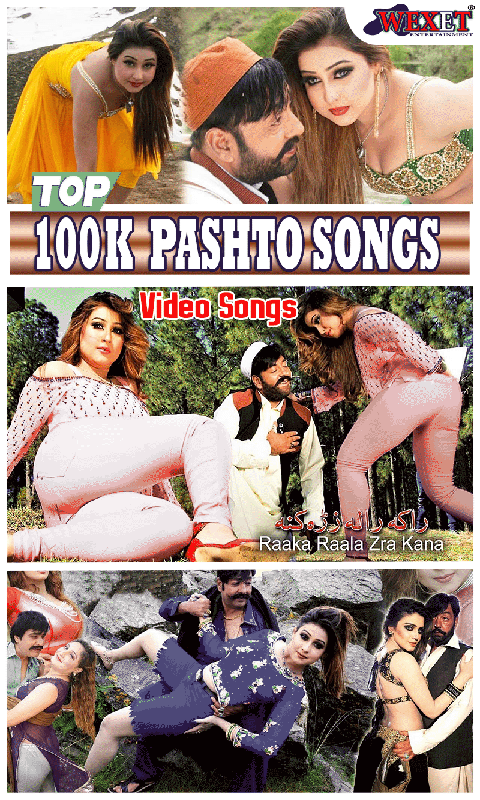 WEXET®
ENTERTAINMENT
TOP
100K PASHTO SONGS
Video Songs
راکه راله زړه کنه
Raaka Raala Zra Kana